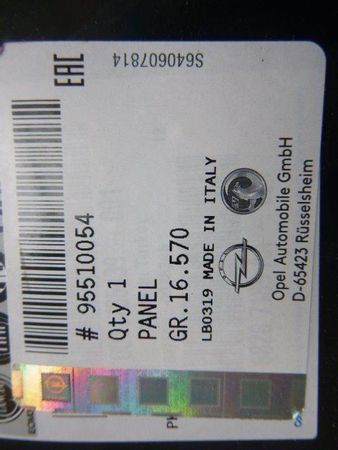 EAC
S640607814
# 95510054
Qty 1
PANEL
GR.16.570
LB0319 MADE IN ITALY
Opel Automobile GmbH
D-65423 Rüsselsheim